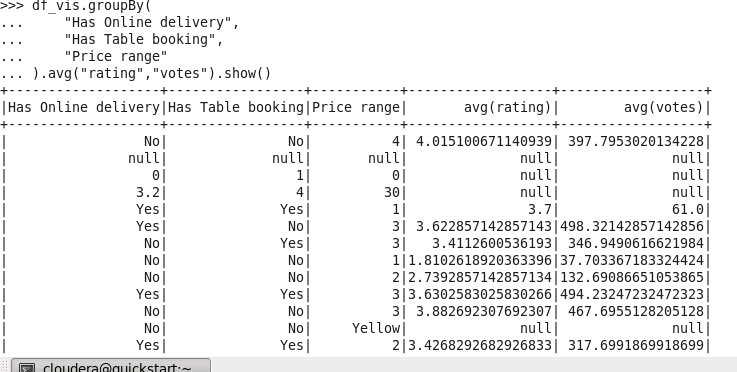 >>> df_vis.groupBy(
...     "Has Online delivery",
...     "Has Table booking",
...     "Price range"
... ).avg("rating","votes").show()
+-------------------+-----------------+-----------+------------------+------------------+
|Has Online delivery|Has Table booking|Price range|       avg(rating)|        avg(votes)|
+-------------------+-----------------+-----------+------------------+------------------+
|                 No|               No|          4| 4.015100671140939| 397.7953020134228|
|               null|             null|       null|              null|              null|
|                  0|                1|          0|              null|              null|
|                3.2|                4|         30|              null|              null|
|                Yes|              Yes|          1|               3.7|              61.0|
|                Yes|               No|          3| 3.622857142857143|498.32142857142856|
|                 No|              Yes|          3|   3.4112600536193| 346.9490616621984|
|                 No|               No|          1|1.8102618920363396|37.703367183324424|
|                 No|               No|          2|2.7392857142857134|132.69086651053865|
|                Yes|              Yes|          3|3.6302583025830266|494.23247232472323|
|                 No|               No|          3| 3.882692307692307| 467.6955128205128|
|                 No|               No|     Yellow|              null|              null|
|                Yes|              Yes|          2|3.4268292682926833| 317.6991869918699|
cloudera@quickstart:~